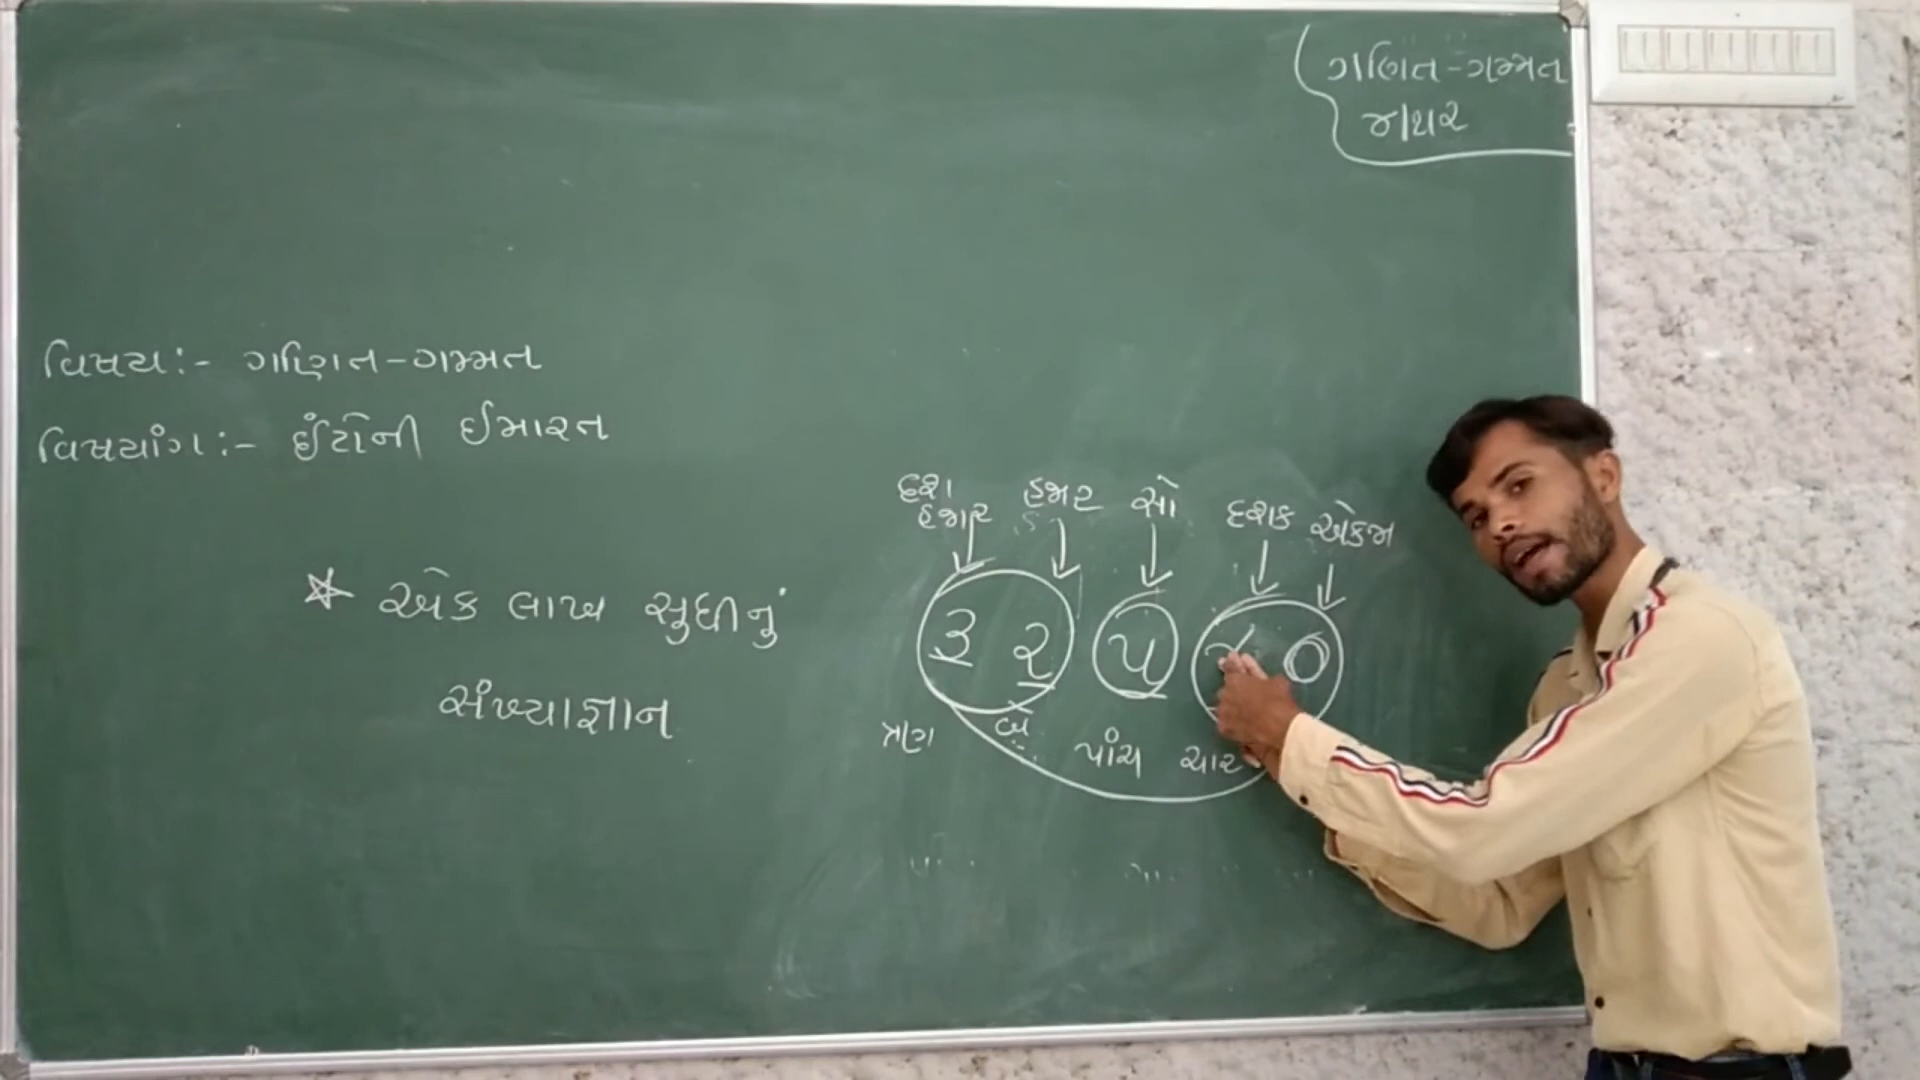 ગણિત-ગમ્મત
વિષય:- ગણિત-ગમ્મત
વિષયાંગ:- ઈંટોની ઈમારત
દશ હજાર હજાર સો દશક એકમ
* એક લાખ સુધીનું
૩ ૨ ૫ ૪ ૦
સંખ્યાજ્ઞાન
ત્રણ બે પાંચ ચાર